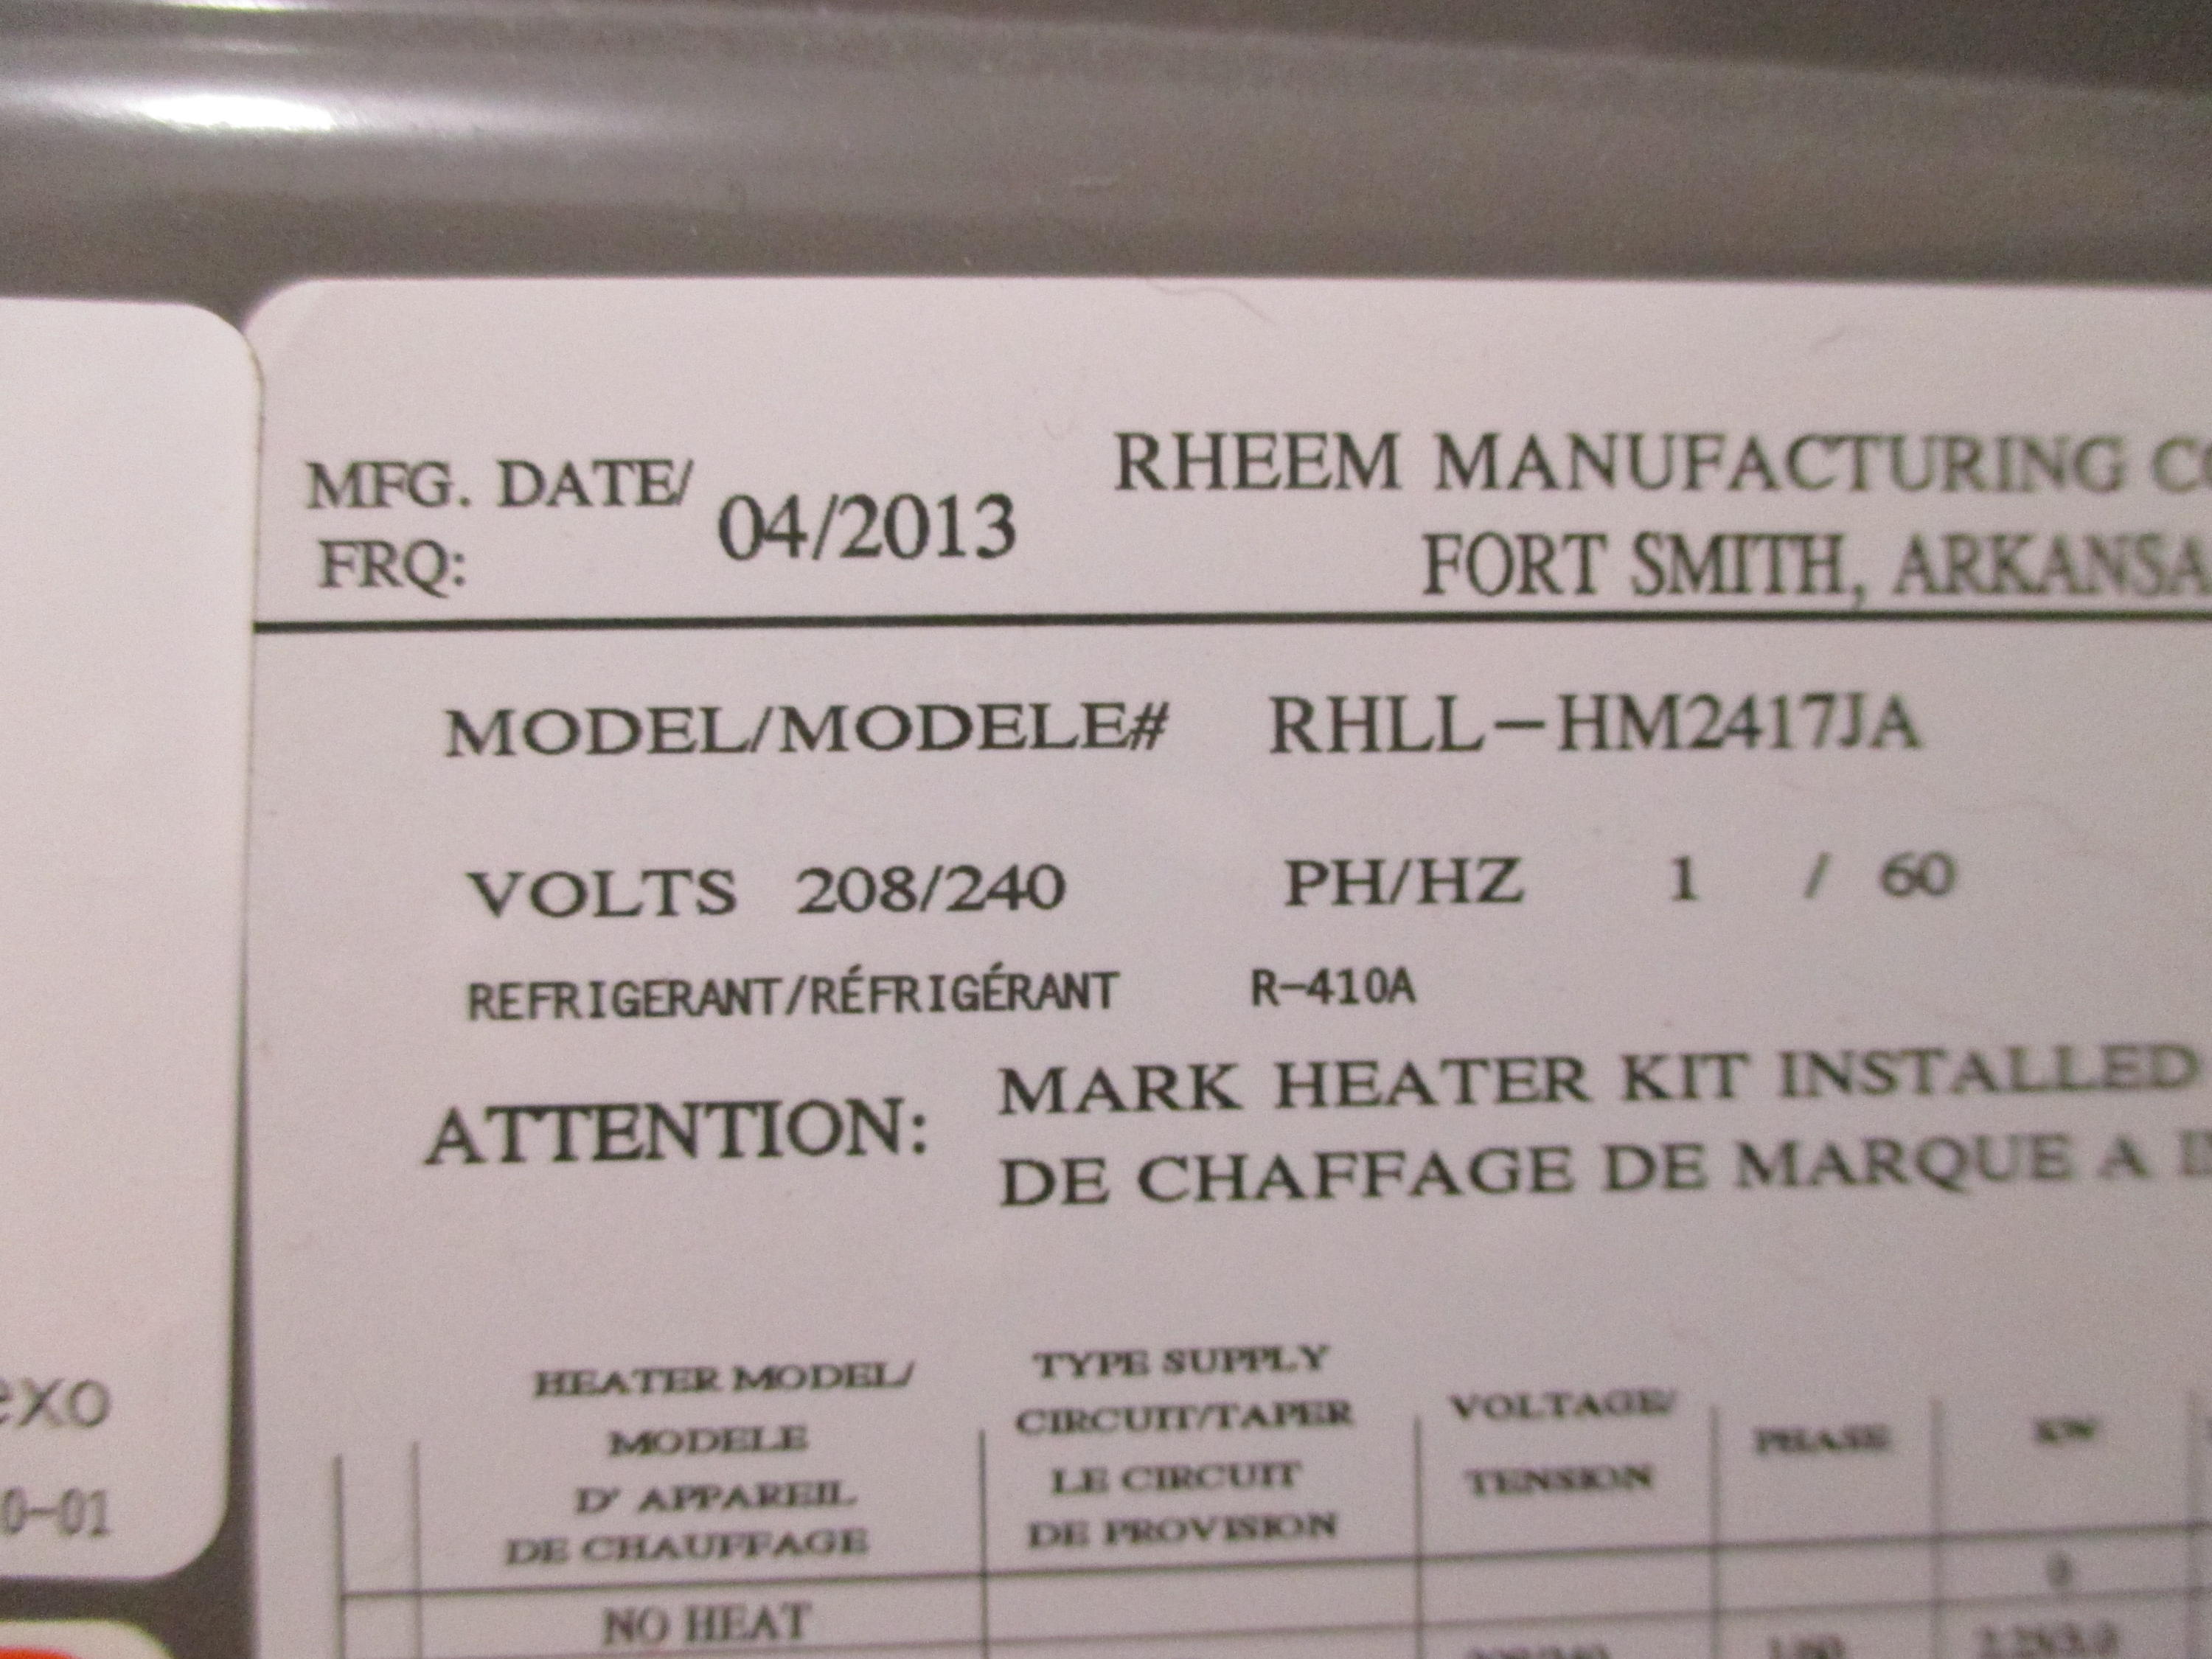 MFG. DATE/ 04/2013
FRQ:
RHEEM MANUFACTURING
FORT SMITH,
MODEL/MODELE# RHLL-HM2417JA
VOLTS 208/240 PH/HZ 1 / 60
REFRIGERANT/RÉFRIGÉRANT R-410A
ATTENTION: MARK HEATER KIT INSTALLED
DE CHAFFAGE DE MARQUE A
HEATER MODEL/
MODELE
D' APPAREIL
DE CHAUFFAGE
TYPE SUPPLY
CIRCUIT/TAPER
LE CIRCUIT
DE PROVISION
VOLTAGE/
TENSION
PHASE
KW
NO HEAT
0
exo
0-01